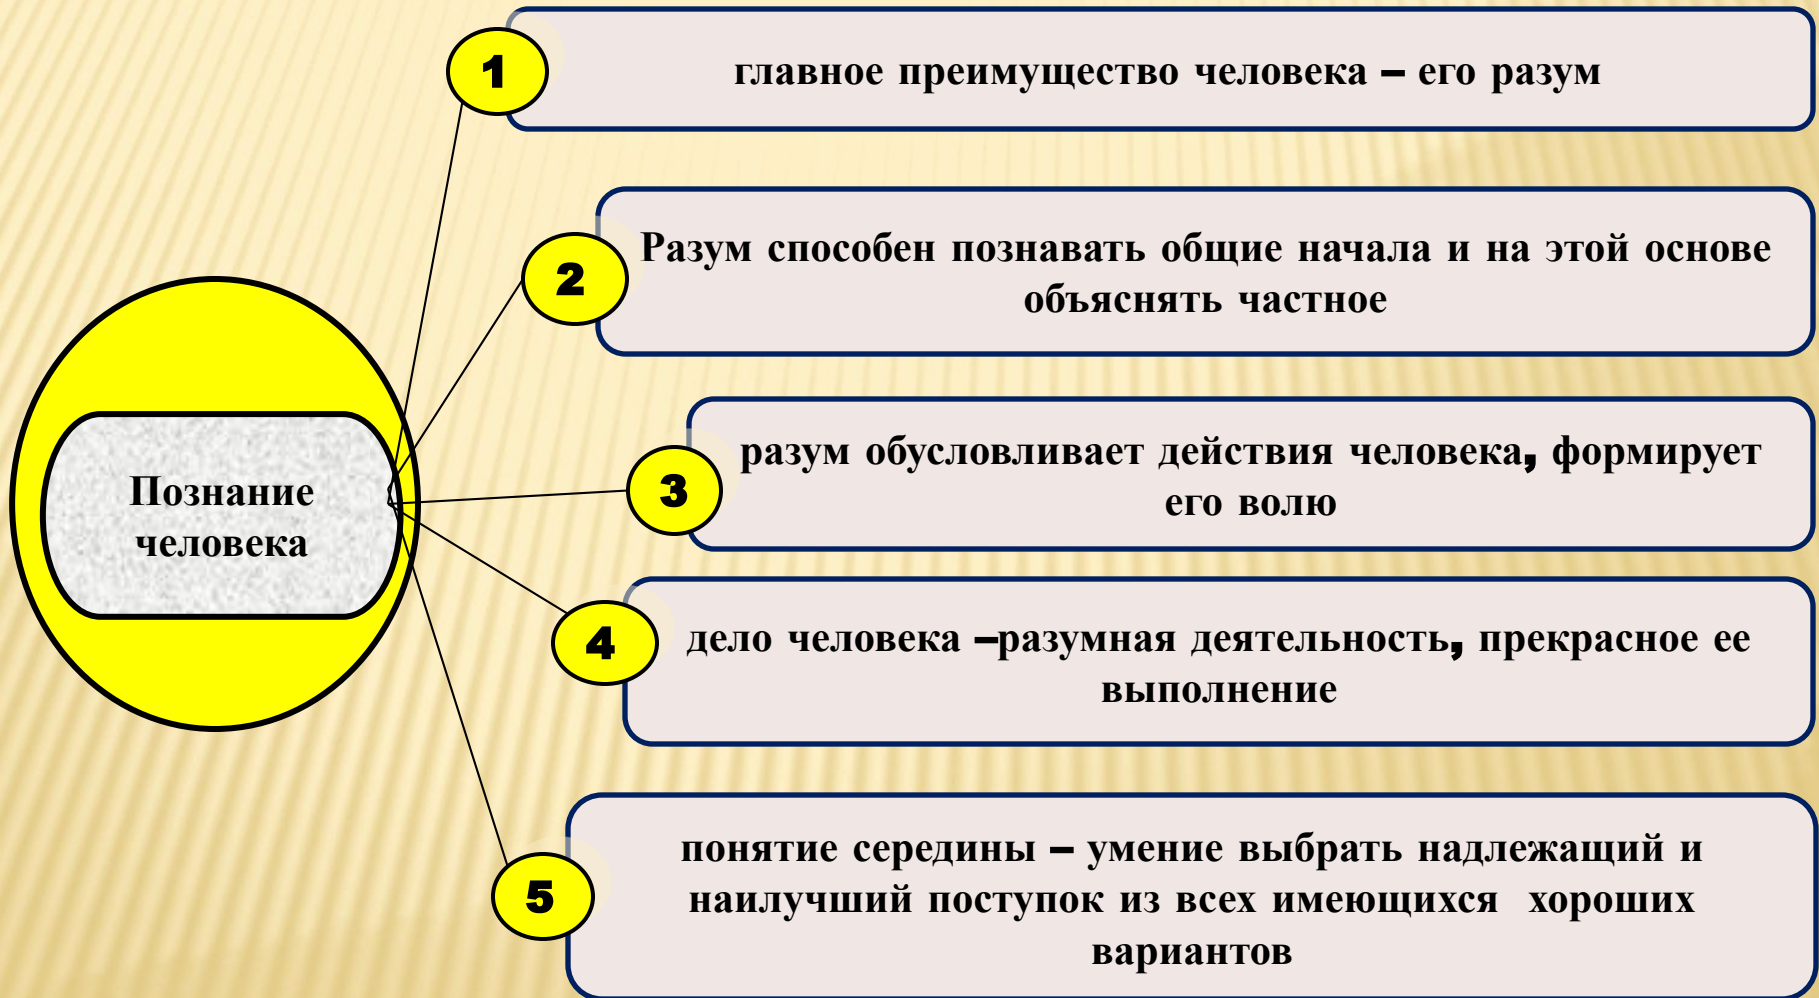 1
главное преимущество человека – его разум
2
Разум способен познавать общие начала и на этой основе
объяснять частное
3
разум обусловливает действия человека, формирует
его волю
Познание
человека
4
дело человека –разумная деятельность, прекрасное ее
выполнение
5
понятие середины – умение выбрать надлежащий и
наилучший поступок из всех имеющихся  хороших
вариантов